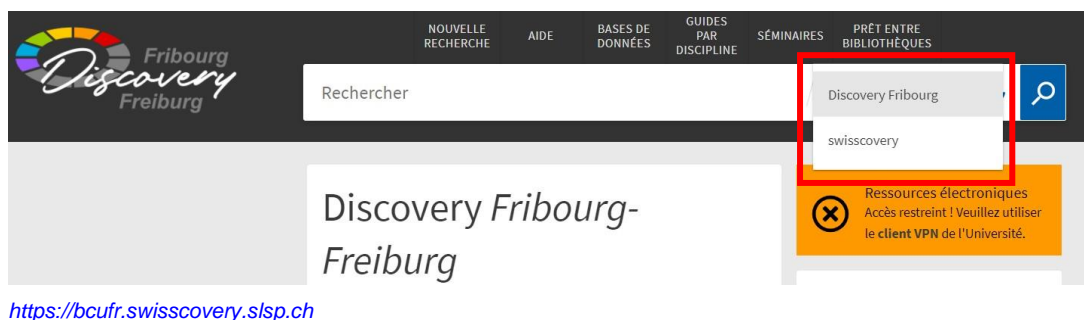 Fribourg
Discovery
Freiburg
NOUVELLE
RECHERCHE
AIDE
BASES DE
DONNÉES
GUIDES
PAR
DISCIPLINE
SÉMINAIRES
PRÊT ENTRE
BIBLIOTHÈQUES
Rechercher
Discovery Fribourg
swisscovery
Discovery Fribourg-
Freiburg
Ressources électroniques
Accès restreint ! Veuillez utiliser
le client VPN de l'Université.
https://bcufr.swisscovery.slsp.ch